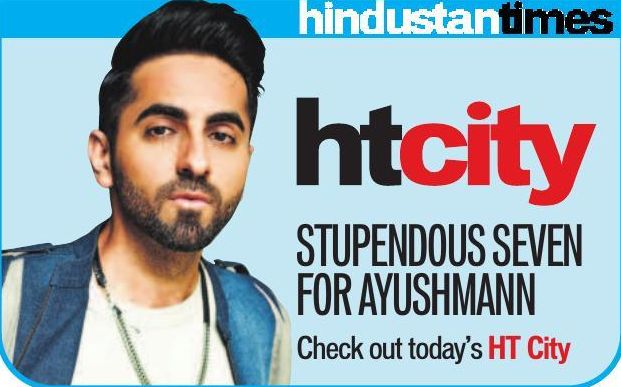 hindustantimes
htcity
STUPENDOUS SEVEN
FOR AYUSHMANN
Check out today's HT City